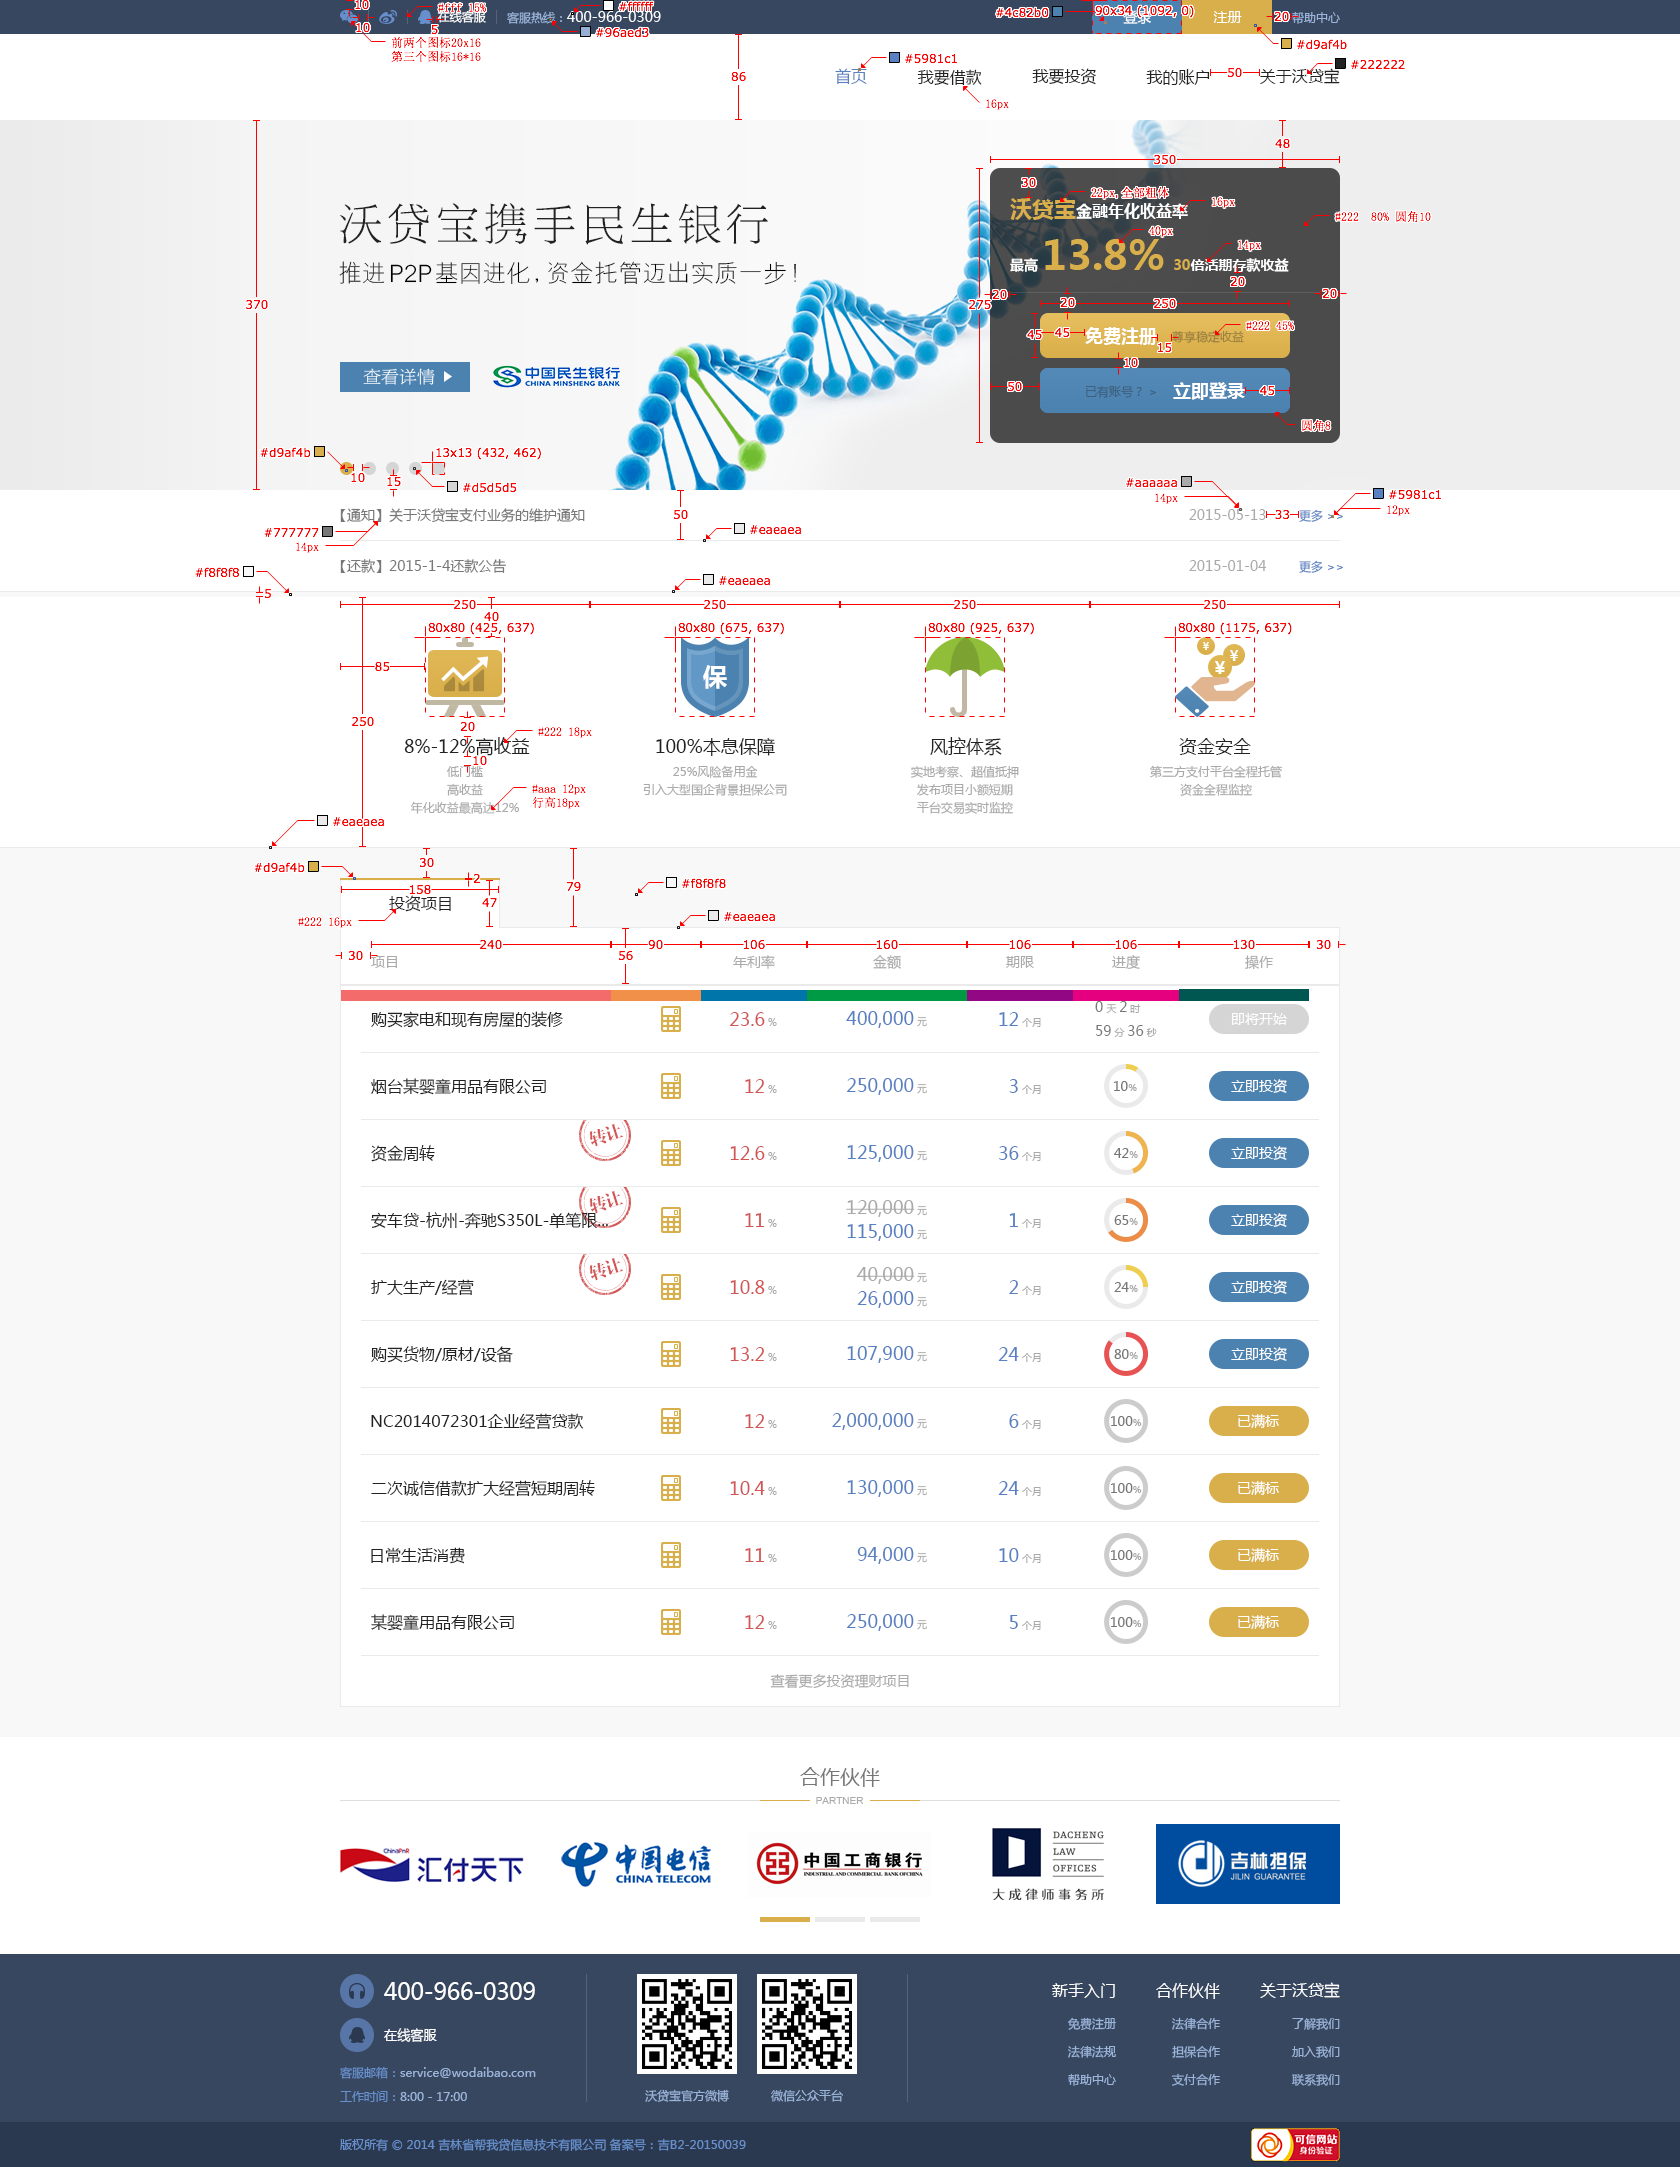 10
#fff 15%
在线客服
客服热线：400-966-0309
#ffffff
#4c82b0
90x34 (1092, 0)
登录
注册
20
帮助中心
10
5
#96aed3
前两个图标20x16
第三个图标16*16
#d9af4b
86
#5981c1
#222222
首页
我要借款
我要投资
我的账户
50
关于沃贷宝
16px
370
48
350
30
22px,全部粗体
沃贷宝金融年化收益率
16px
#222 80% 圆角10
沃贷宝携手民生银行
40px
14px
最高 13.8% 30倍活期存款收益
推进P2P基因进化,资金托管迈出实质一步!
20
275
20
20
20
250
45
45
免费注册
15
尊享稳定收益
#222 45%
10
查看详情
中国民生银行
CHINA MINSHENG BANK
50
已有账号？ >
立即登录
45
圆角8
#d9af4b
13x13 (432, 462)
10
15
#d5d5d5
#aaaaaa
14px
#5981c1
12px
【通知】关于沃贷宝支付业务的维护通知
50
2015-05-13
33
更多 >>
#777777
14px
#eaeaea
【还款】2015-1-4还款公告
2015-01-04
更多 >>
#f8f8f8
#eaeaea
5
250
250
250
250
40
80x80 (425, 637)
80x80 (675, 637)
80x80 (925, 637)
80x80 (1175, 637)
85
保
250
20
#222 18px
8%-12%高收益
100%本息保障
风控体系
资金安全
10
低门槛
高收益
年化收益最高达12%
#aaa 12px
行高18px
25%风险备用金
引入大型国企背景担保公司
实地考察、超值抵押
发布项目小额短期
平台交易实时监控
第三方支付平台全程托管
资金全程监控
#eaeaea
#d9af4b
30
2
79
158
47
#f8f8f8
投资项目
#222 16px
#eaeaea
30
240
90
106
160
106
106
130
30
56
项目 年利率 金额 期限 进度 操作
购买家电和现有房屋的装修 23.6 % 400,000 元 12 个月 0 天 2 时 59 分 36 秒 即将开始
烟台某婴童用品有限公司 12 % 250,000 元 3 个月 10% 立即投资
资金周转 转让 12.6 % 125,000 元 36 个月 42% 立即投资
安车贷-杭州-奔驰S350L-单笔限... 转让 11 % 120,000 元 115,000 元 1 个月 65% 立即投资
扩大生产/经营 转让 10.8 % 40,000 元 26,000 元 2 个月 24% 立即投资
购买货物/原材/设备 13.2 % 107,900 元 24 个月 80% 立即投资
NC2014072301企业经营贷款 12 % 2,000,000 元 6 个月 100% 已满标
二次诚信借款扩大经营短期周转 10.4 % 130,000 元 24 个月 100% 已满标
日常生活消费 11 % 94,000 元 10 个月 100% 已满标
某婴童用品有限公司 12 % 250,000 元 5 个月 100% 已满标
查看更多投资理财项目
合作伙伴
PARTNER
ChinaPnR
汇付天下
中国电信
CHINA TELECOM
中国工商银行
INDUSTRIAL AND COMMERCIAL BANK OF CHINA
DACHENG
LAW
OFFICES
大成律师事务所
吉林担保
JILIN GUARANTEE
400-966-0309
在线客服
客服邮箱：service@wodaibao.com
工作时间：8:00 - 17:00
沃贷宝官方微博
微信公众平台
新手入门 合作伙伴 关于沃贷宝
免费注册 法律合作 了解我们
法律法规 担保合作 加入我们
帮助中心 支付合作 联系我们
版权所有 © 2014 吉林省帮我贷信息技术有限公司 备案号：吉B2-20150039
可信网站
身份验证